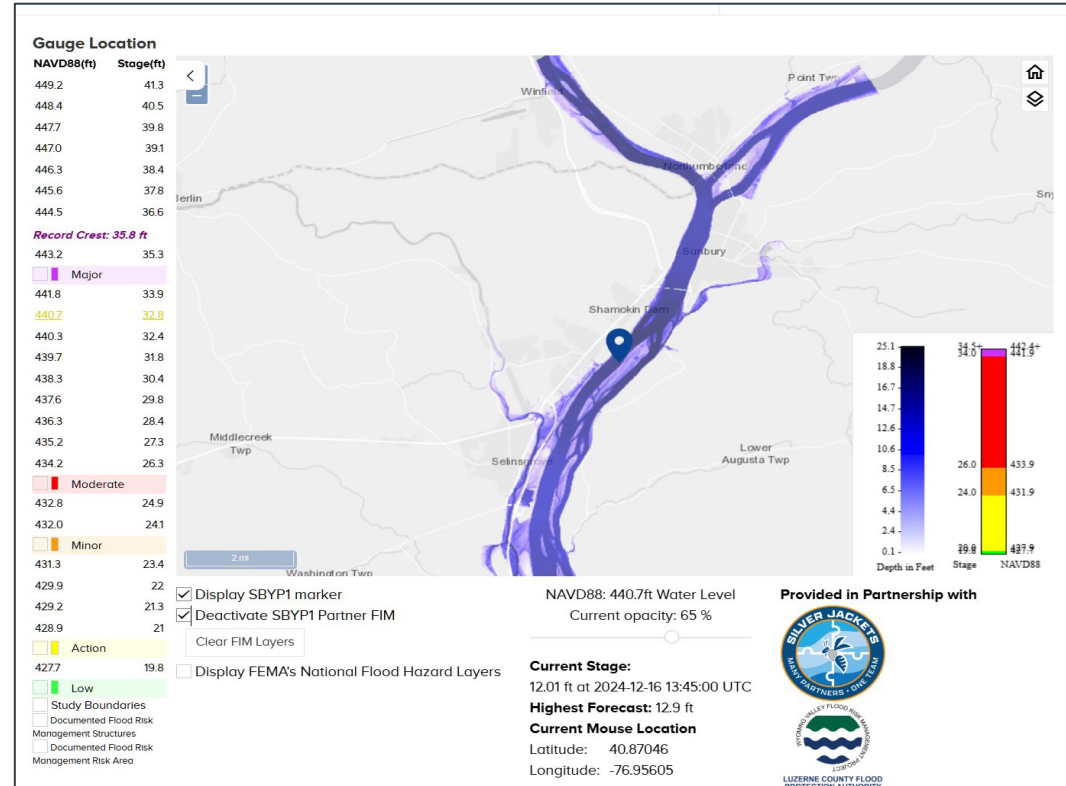 Gauge Location
NAVD88(ft) Stage(ft)
449.2 41.3
448.4 40.5
447.7 39.8
447.0 39.1
446.3 38.4
445.6 37.8
444.5 36.6
Record Crest: 35.8 ft
443.2 35.3
Major
441.8 33.9
440.7 32.8
440.3 32.4
439.7 31.8
438.3 30.4
437.6 29.8
436.3 28.4
435.2 27.3
434.2 26.3
Moderate
432.8 24.9
432.0 24.1
Minor
431.3 23.4
429.9 22
429.2 21.3
428.9 21
Action
427.7 19.8
Low
Study Boundaries
Documented Flood Risk
Management Structures
Documented Flood Risk
Management Risk Area
Point Twp
Winfield
Northumberland
Berlin
Sny
Sunbury
Shamokin Dam
Middlecreek
Twp
Selinsgrove
Lower
Augusta Twp
Washington Twp
2 mi
25.1
18.8
16.7
14.7
12.6
10.6
8.5
6.5
4.4
2.4
0.1
Depth in Feet
34.5+ 442.4+
34.0 441.9
26.0 433.9
24.0 431.9
Stage NAVD88
Display SBYP1 marker
Deactivate SBYP1 Partner FIM
Clear FIM Layers
Display FEMA's National Flood Hazard Layers
NAVD88: 440.7ft Water Level
Current opacity: 65 %
Current Stage:
12.01 ft at 2024-12-16 13:45:00 UTC
Highest Forecast: 12.9 ft
Current Mouse Location
Latitude: 40.87046
Longitude: -76.95605
Provided in Partnership with
SILVER JACKETS
MANY PARTNERS • ONE TEAM
WYOMING VALLEY FLOOD RISK MANAGEMENT PROJECT
LUZERNE COUNTY FLOOD
PROTECTION AUTHORITY